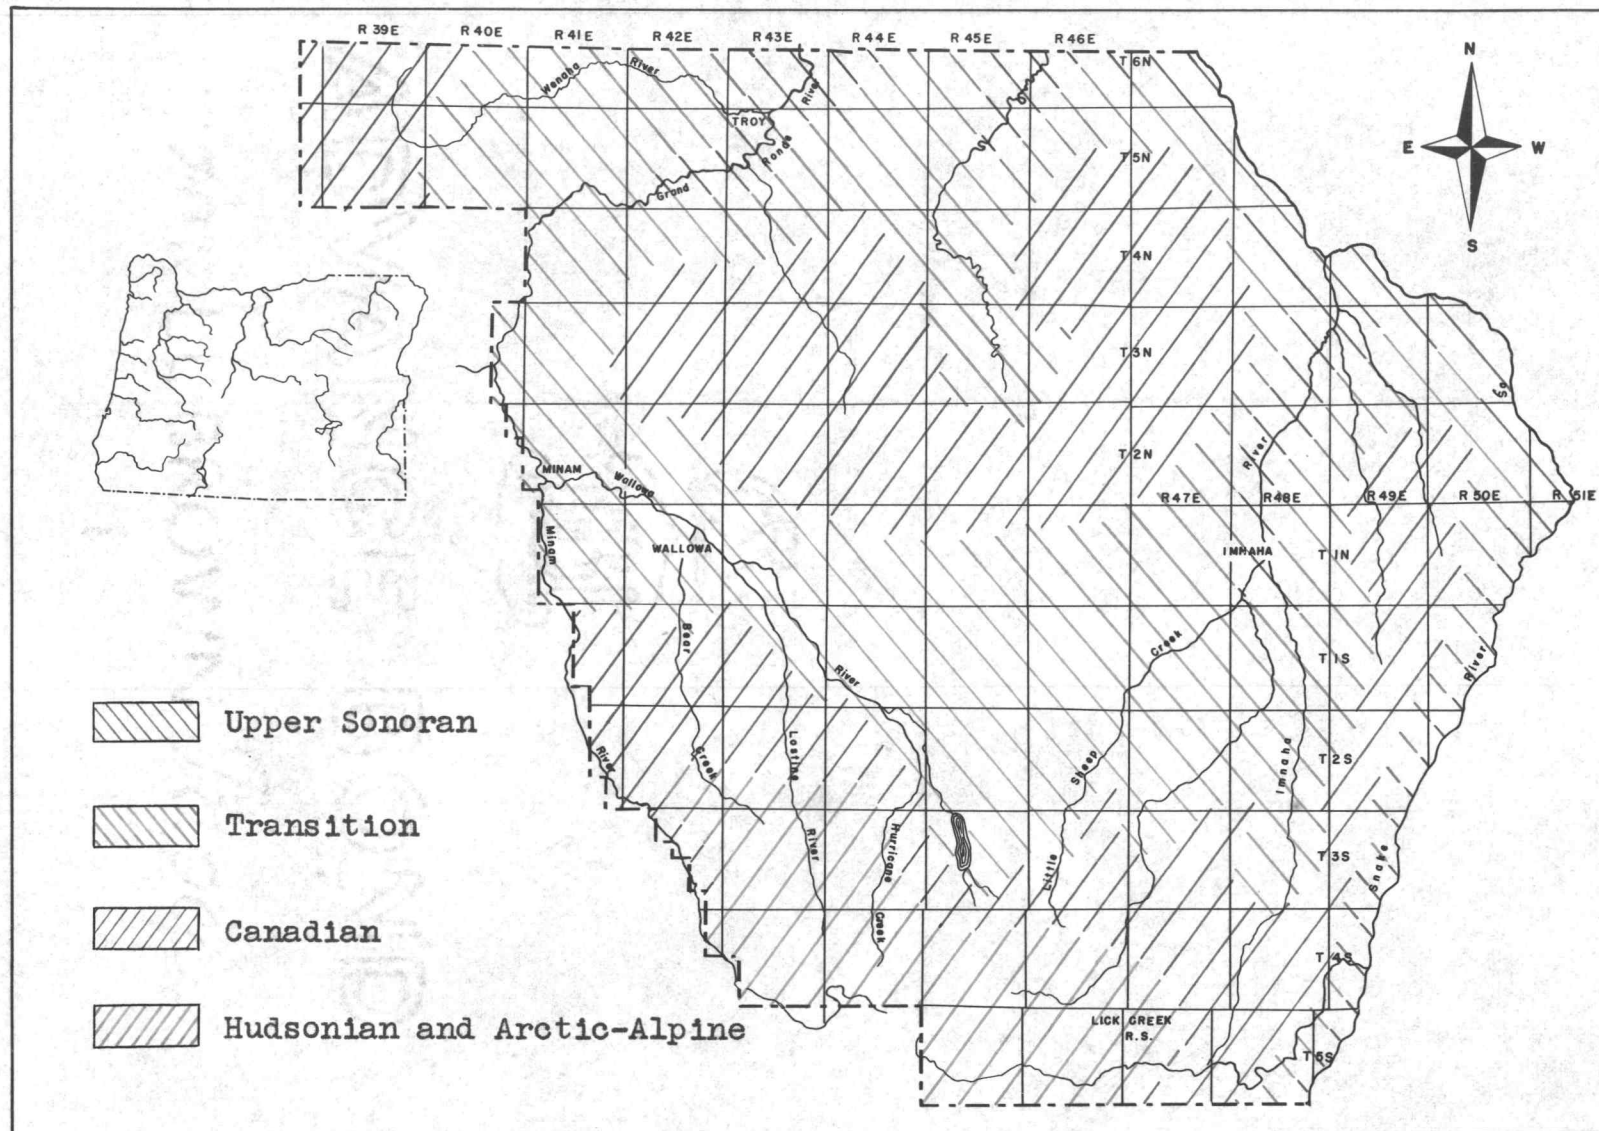 R 39E R 40E R 41E R 42E R 43E R 44E R 45E R 46E
N
E W
S
T 6N
Wenaha River
River
TROY
Ronde
Grand
T 5N
T 4N
T 3N
T 2N
MINAM
Wallowa
River
R 47E R 48E R 49E R 50E R 51E
Minam
WALLOWA
IMNAHA
T 1N
Bear
Creek
River
T 1S
River
Upper Sonoran
River
Creek
Lostine
Sheep
Imnaha
T 2S
Transition
River
Hurricane
Little
T 3S
Snake
Canadian
Creek
T 4S
Hudsonian and Arctic-Alpine
LICK CREEK
R.S.
T 5S